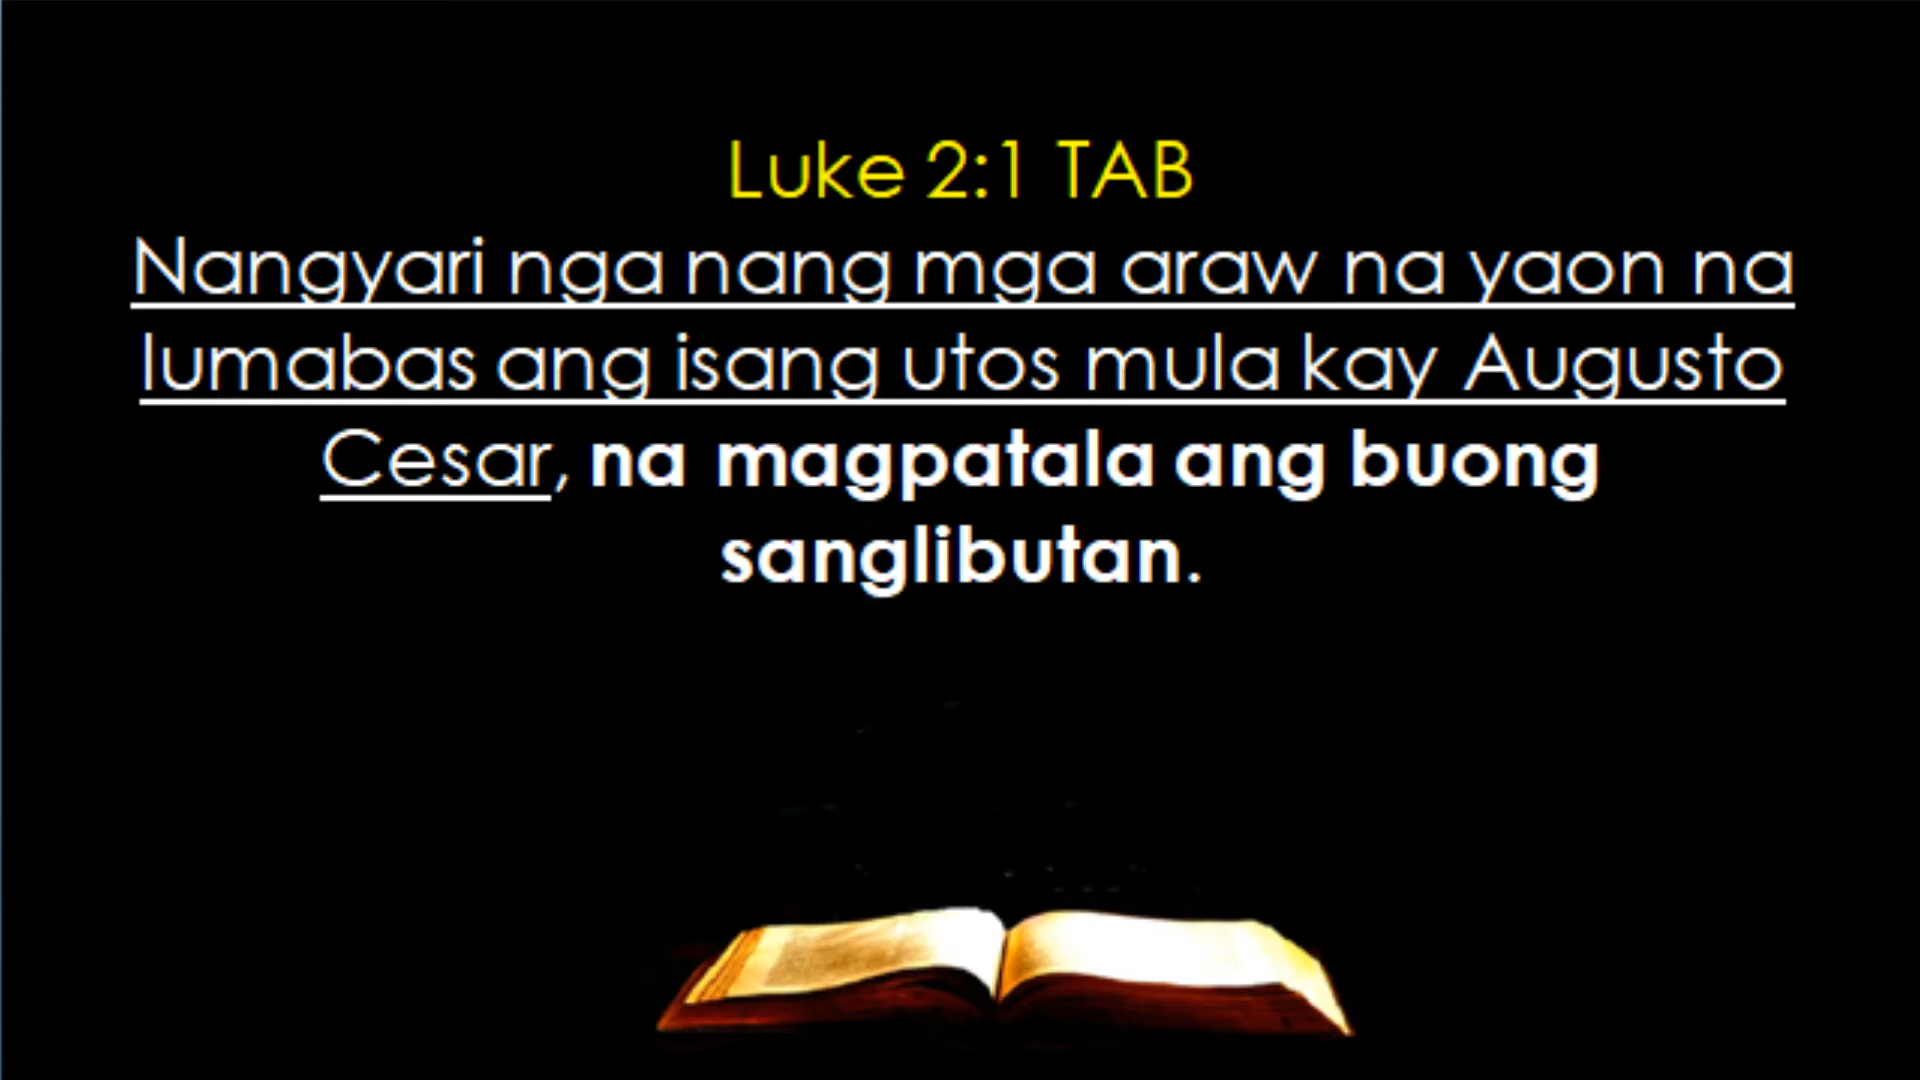 Luke 2:1 TAB
Nangyari nga nang mga araw na yaon na
lumabas ang isang utos mula kay Augusto
Cesar, na magpatala ang buong
sanglibutan.